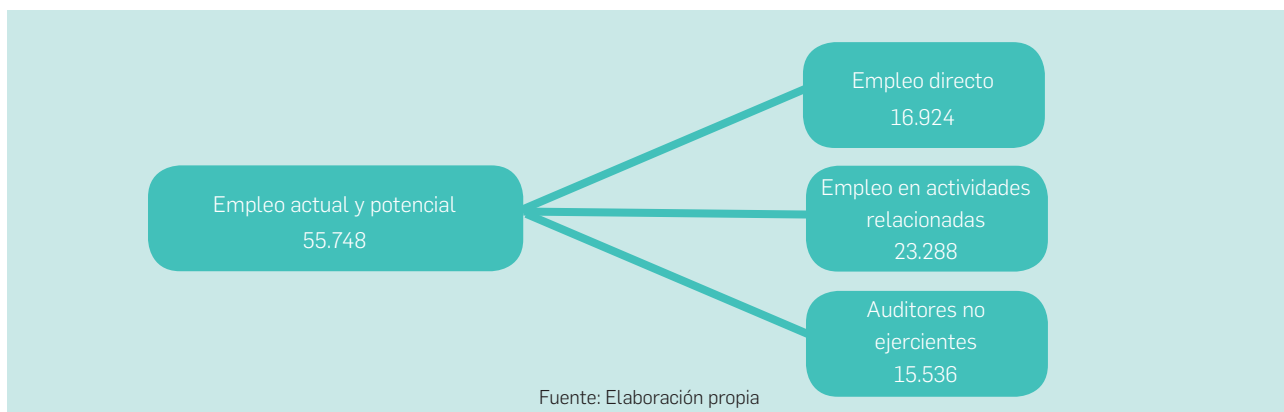 Empleo directo
16.924
Empleo actual y potencial
55.748
Empleo en actividades
relacionadas
23.288
Auditores no
ejercientes
15.536
Fuente: Elaboración propia